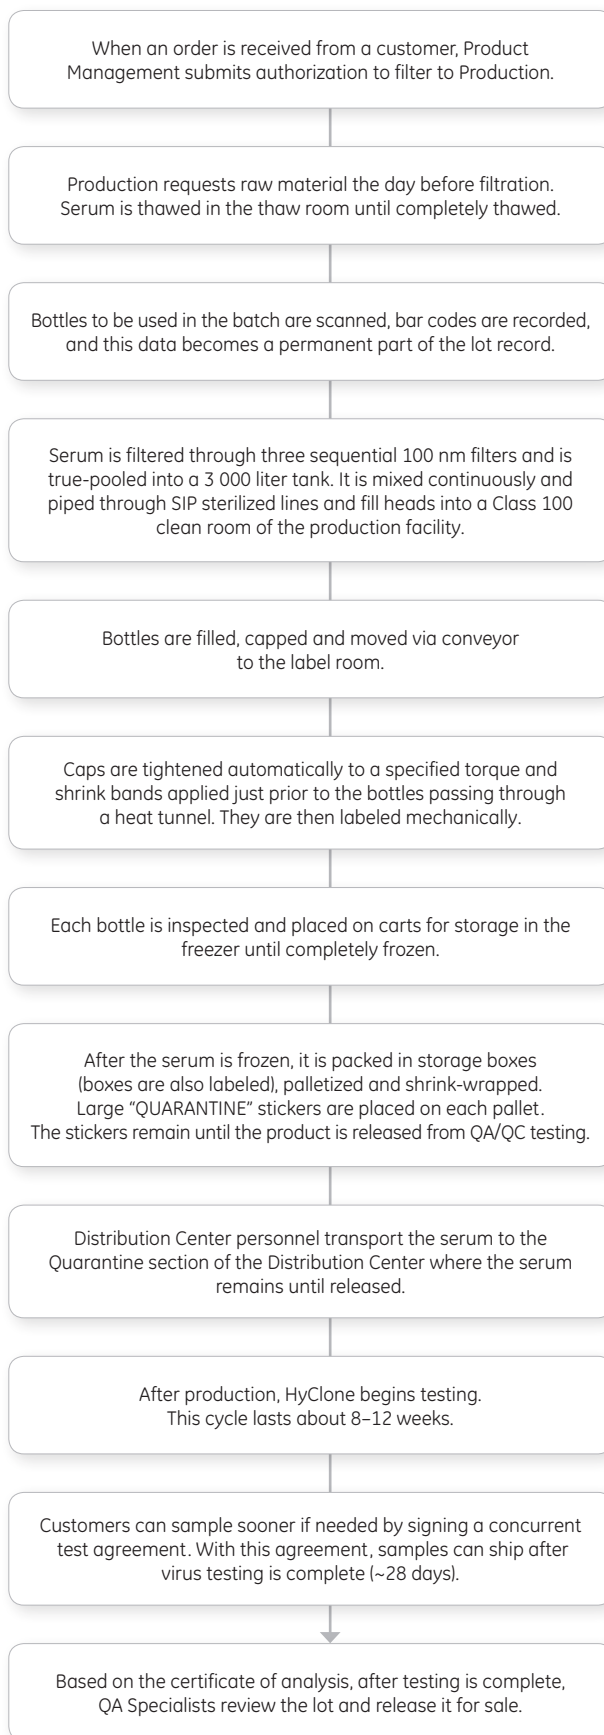 When an order is received from a customer, Product
Management submits authorization to filter to Production.
Production requests raw material the day before filtration.
Serum is thawed in the thaw room until completely thawed.
Bottles to be used in the batch are scanned, bar codes are recorded,
and this data becomes a permanent part of the lot record.
Serum is filtered through three sequential 100 nm filters and is
true-pooled into a 3 000 liter tank. It is mixed continuously and
piped through SIP sterilized lines and fill heads into a Class 100
clean room of the production facility.
Bottles are filled, capped and moved via conveyor
to the label room.
Caps are tightened automatically to a specified torque and
shrink bands applied just prior to the bottles passing through
a heat tunnel. They are then labeled mechanically.
Each bottle is inspected and placed on carts for storage in the
freezer until completely frozen.
After the serum is frozen, it is packed in storage boxes
(boxes are also labeled), palletized and shrink-wrapped.
Large “QUARANTINE” stickers are placed on each pallet.
The stickers remain until the product is released from QA/QC testing.
Distribution Center personnel transport the serum to the
Quarantine section of the Distribution Center where the serum
remains until released.
After production, HyClone begins testing.
This cycle lasts about 8–12 weeks.
Customers can sample sooner if needed by signing a concurrent
test agreement. With this agreement, samples can ship after
virus testing is complete (~28 days).
Based on the certificate of analysis, after testing is complete,
QA Specialists review the lot and release it for sale.